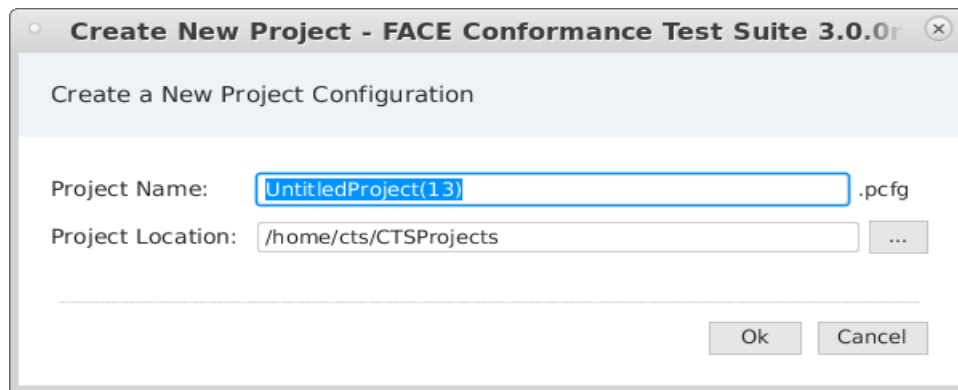 Create New Project - FACE Conformance Test Suite 3.0.0r
Create a New Project Configuration
Project Name: UntitledProject(13) .pcfg
Project Location: /home/cts/CTSProjects ...
Ok Cancel